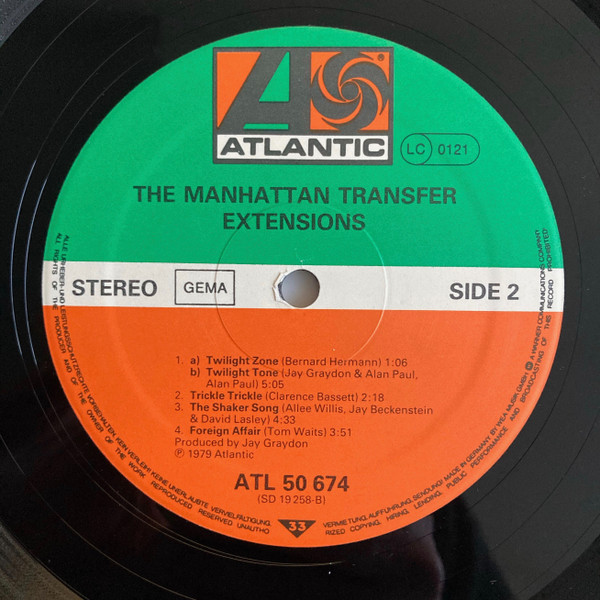 ATLANTIC
®
LC 0121
THE MANHATTAN TRANSFER
EXTENSIONS
STEREO GEMA SIDE 2
1. a) Twilight Zone (Bernard Hermann) 1:06
b) Twilight Tone (Jay Graydon & Alan Paul,
Alan Paul) 5:05
2. Trickle Trickle (Clarence Bassett) 2:18
3. The Shaker Song (Allee Willis, Jay Beckenstein
& David Lasley) 4:33
4. Foreign Affair (Tom Waits) 3:51
Produced by Jay Graydon
℗ 1979 Atlantic
ATL 50 674
(SD 19 258-B)
33
ALLE URHEBER- UND LEISTUNGSSCHUTZRECHTE VORBEHALTEN. KEIN VERLEIH! KEINE UNERLAUBTE VERVIELFÄLTIGUNG, VERMIETUNG, AUFFÜHRUNG, SENDUNG! MADE IN GERMANY. BY WEA MUSIK GMBH A WARNER COMMUNICATIONS COMPANY
ALL RIGHTS OF THE PRODUCER AND OWNER OF THE WORK REPRODUCED RESERVED UNAUTHORIZED COPYING, HIRING, LENDING, PUBLIC PERFORMANCE AND BROADCASTING OF THIS RECORD PROHIBITED